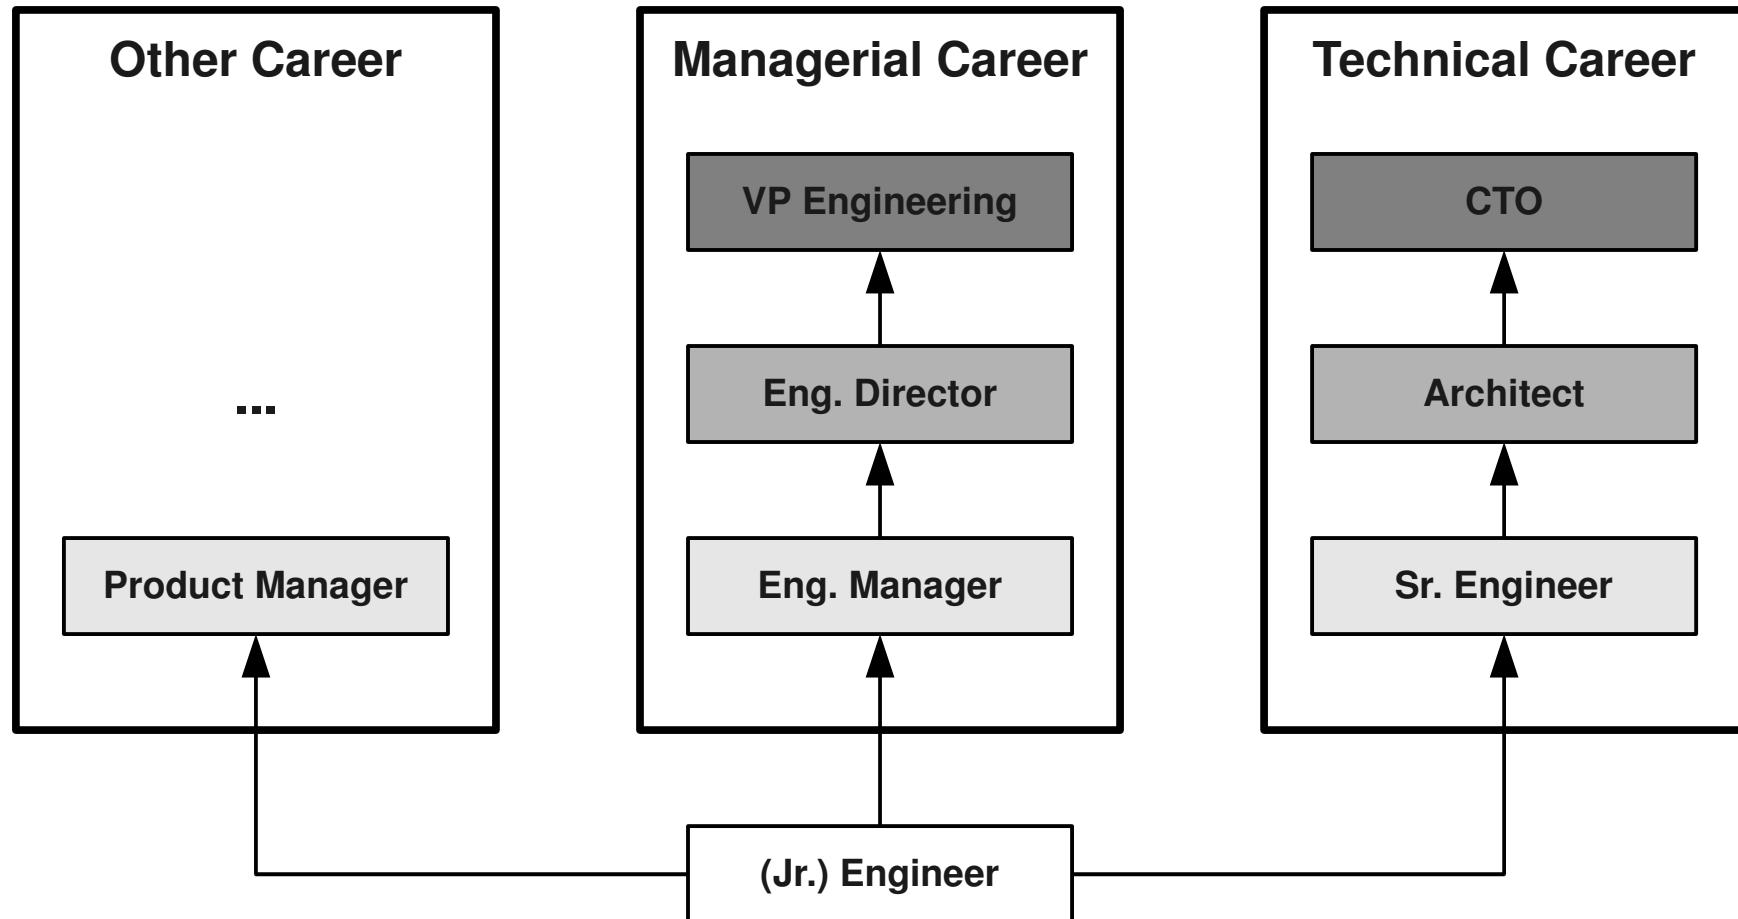 Other Career
Managerial Career
Technical Career
VP Engineering
CTO
...
Eng. Director
Architect
Product Manager
Eng. Manager
Sr. Engineer
(Jr.) Engineer